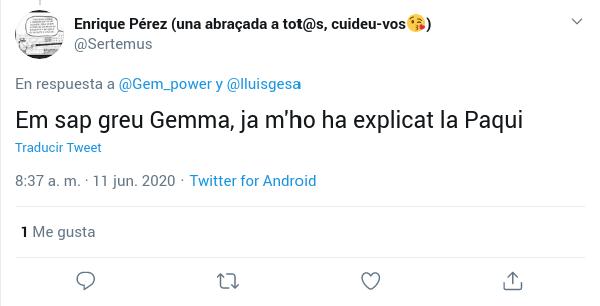 Enrique Pérez (una abraçada a tot@s, cuideu-vos😘)
@Sertemus
En respuesta a @Gem_power y @lluisgesa
Em sap greu Gemma, ja m'ho ha explicat la Paqui
Traducir Tweet
8:37 a. m. · 11 jun. 2020 · Twitter for Android
1 Me gusta